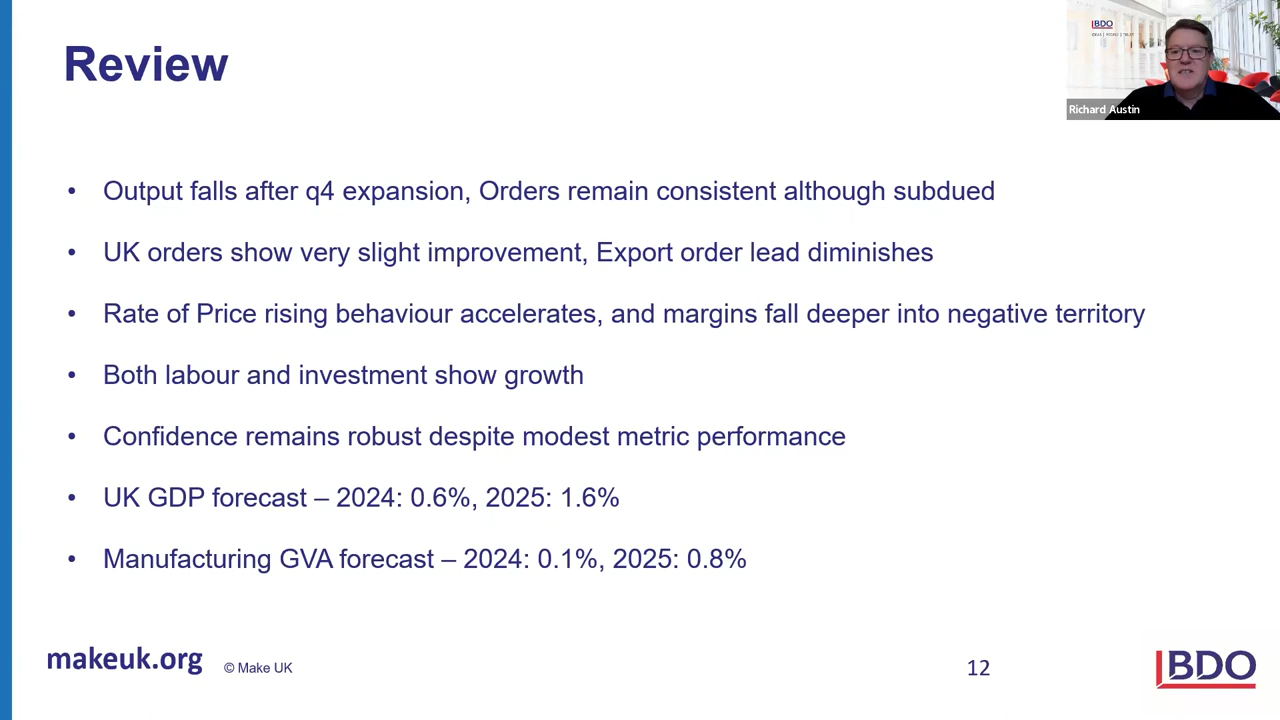 Review
BDO
Richard Austin
• Output falls after q4 expansion, Orders remain consistent although subdued
• UK orders show very slight improvement, Export order lead diminishes
• Rate of Price rising behaviour accelerates, and margins fall deeper into negative territory
• Both labour and investment show growth
• Confidence remains robust despite modest metric performance
• UK GDP forecast – 2024: 0.6%, 2025: 1.6%
• Manufacturing GVA forecast – 2024: 0.1%, 2025: 0.8%
makeuk.org
© Make UK
12
BDO